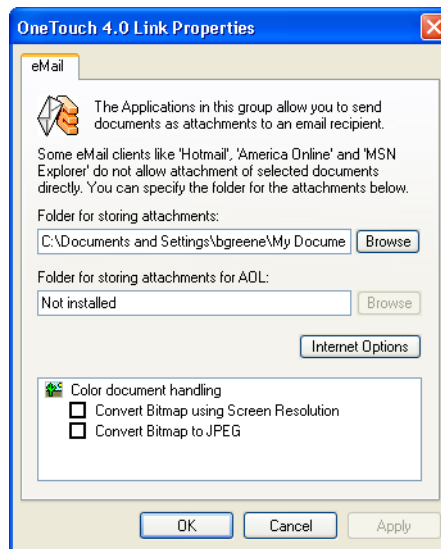 OneTouch 4.0 Link Properties
eMail
The Applications in this group allow you to send
documents as attachments to an email recipient.
Some eMail clients like 'Hotmail', 'America Online' and 'MSN
Explorer' do not allow attachment of selected documents
directly. You can specify the folder for the attachments below.
Folder for storing attachments:
C:\Documents and Settings\bgreene\My Docume
Browse
Folder for storing attachments for AOL:
Not installed
Browse
Internet Options
Color document handling
Convert Bitmap using Screen Resolution
Convert Bitmap to JPEG
OK
Cancel
Apply